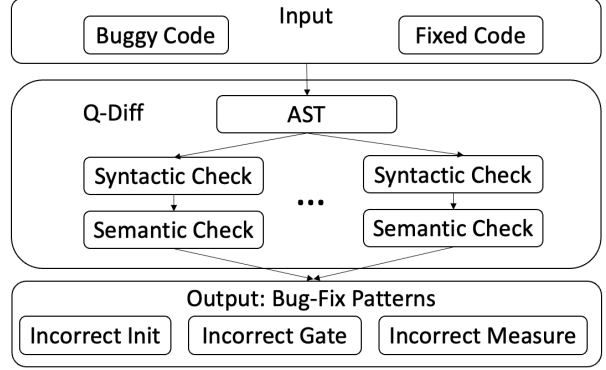 Input
Buggy Code
Fixed Code
Q-Diff
AST
Syntactic Check
Syntactic Check
...
Semantic Check
Semantic Check
Output: Bug-Fix Patterns
Incorrect Init
Incorrect Gate
Incorrect Measure